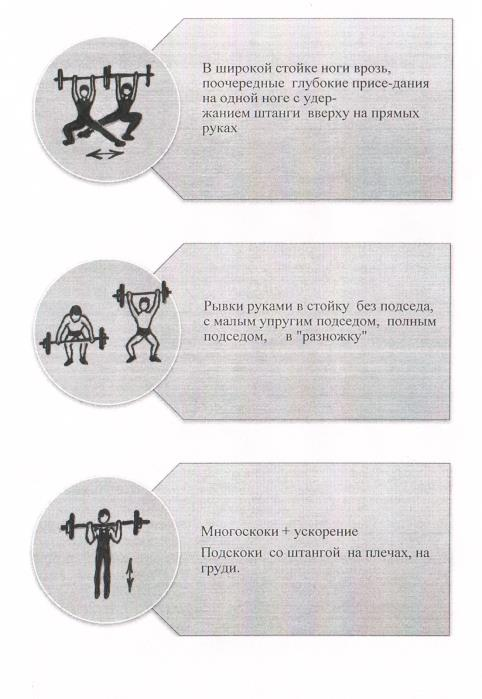 В широкой стойке ноги врозь,
поочередные глубокие присе-дания
на одной ноге с удер-
жанием штанги вверху на прямых
руках
Рывки руками в стойку без подседа,
с малым упругим подседом, полным
подседом, в "разножку"
Многоскоки + ускорение
Подскоки со штангой на плечах, на
груди.